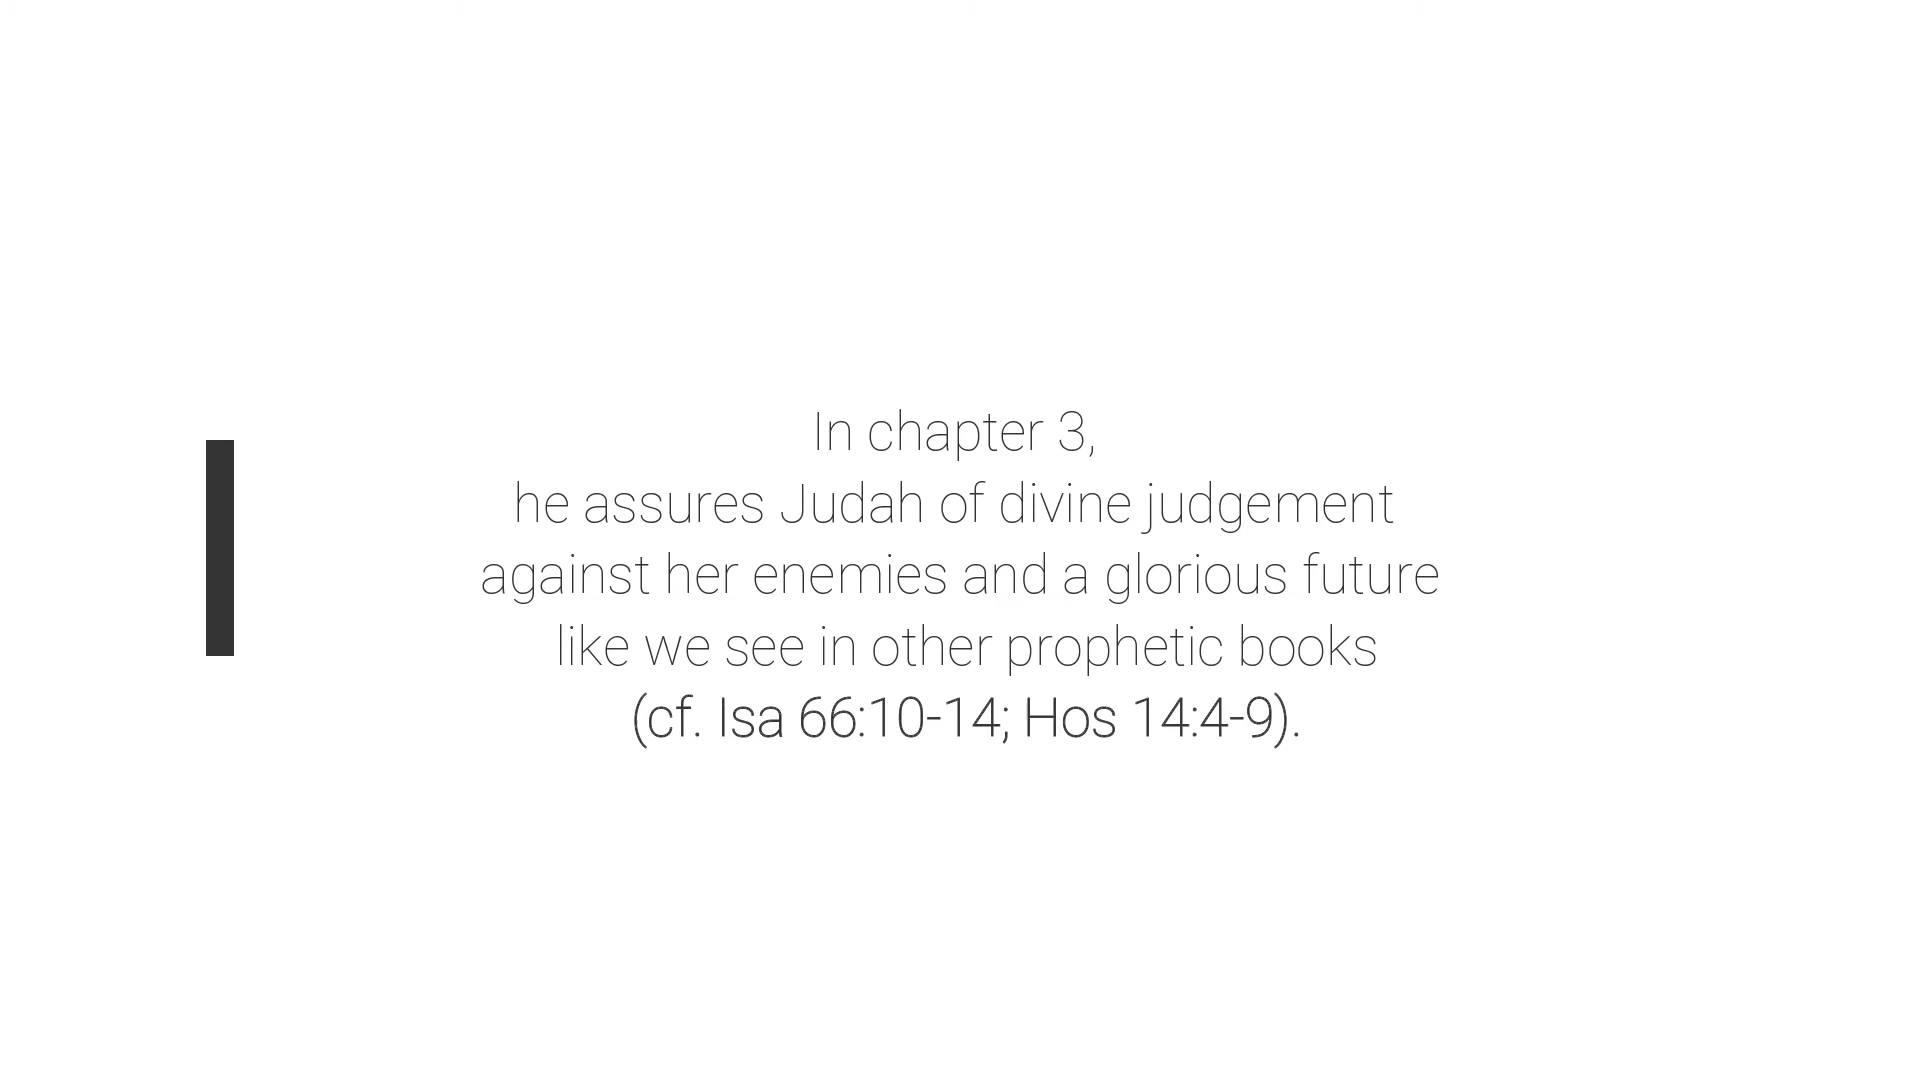 In chapter 3,
he assures Judah of divine judgement
against her enemies and a glorious future
like we see in other prophetic books
(cf. Isa 66:10-14; Hos 14:4-9).